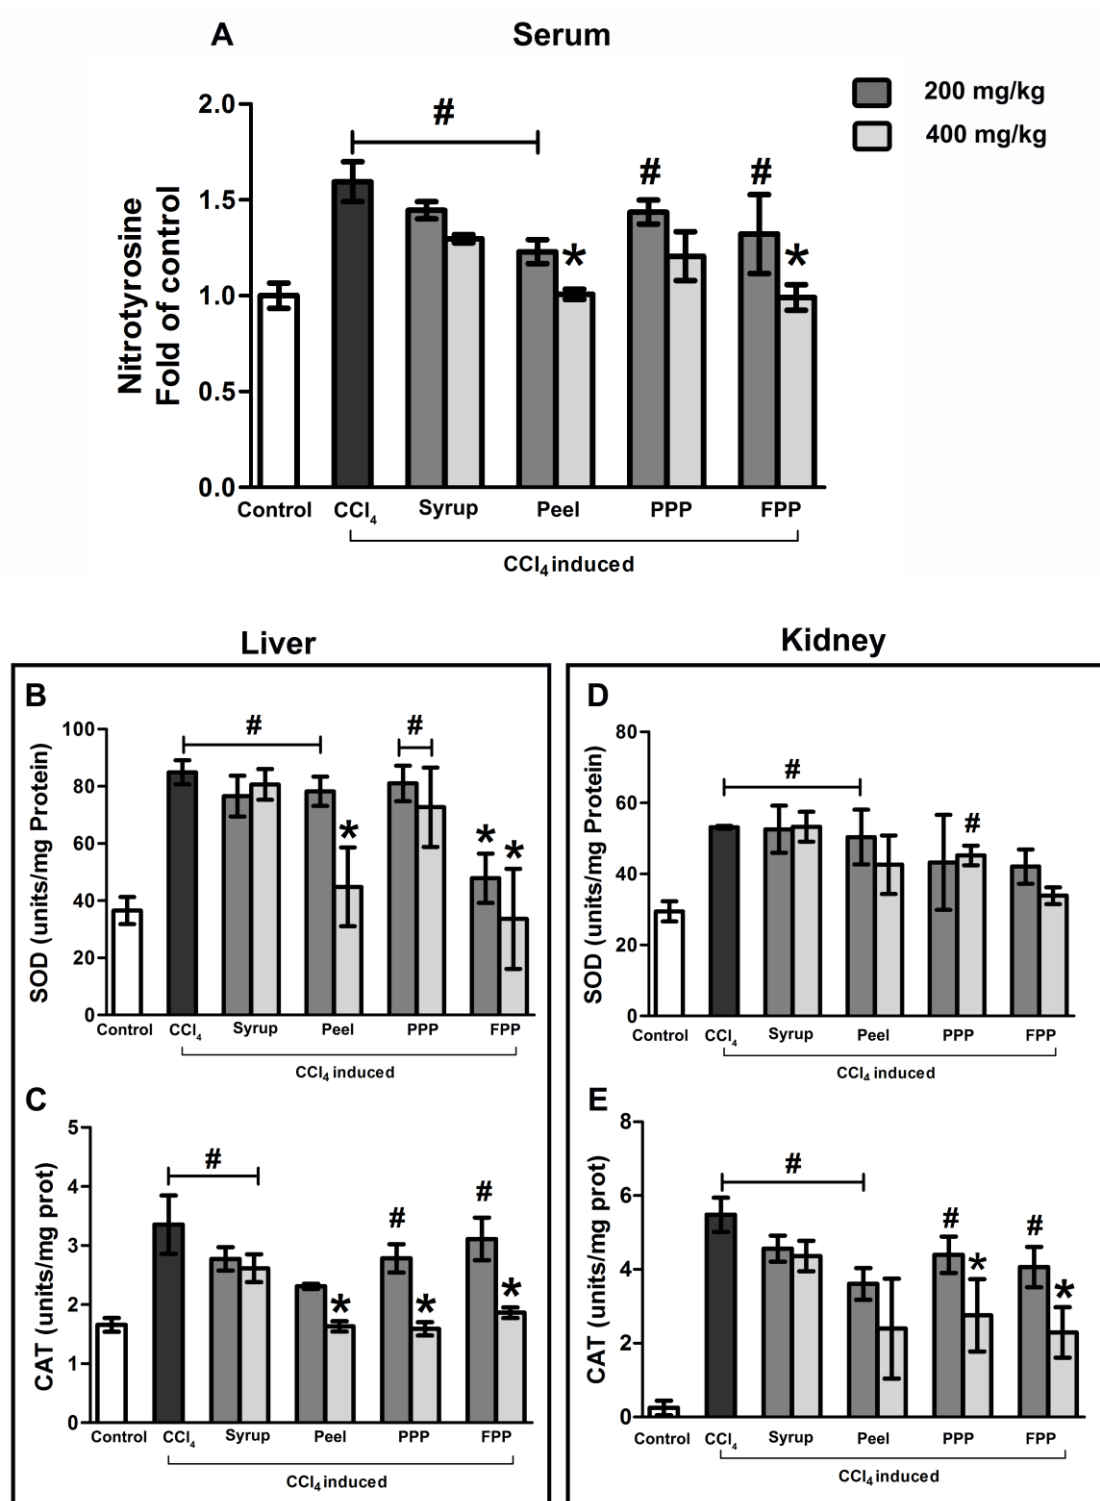 A
Serum
200 mg/kg
400 mg/kg
Nitrotyrosine
Fold of control
2.0
1.5
1.0
0.5
0.0
#
#
#
*
*
Control CCl₄ Syrup Peel PPP FPP
CCl₄ induced
Liver
B
SOD (units/mg Protein)
100
80
60
40
20
0
#
#
*
*
*
Control CCl₄ Syrup Peel PPP FPP
CCl₄ induced
C
CAT (units/mg prot)
5
4
3
2
1
0
#
#
#
*
*
*
Control CCl₄ Syrup Peel PPP FPP
CCl₄ induced
Kidney
D
SOD (units/mg Protein)
80
60
40
20
0
#
#
Control CCl₄ Syrup Peel PPP FPP
CCl₄ induced
E
CAT (units/mg prot)
8
6
4
2
0
#
#
#
*
*
Control CCl₄ Syrup Peel PPP FPP
CCl₄ induced